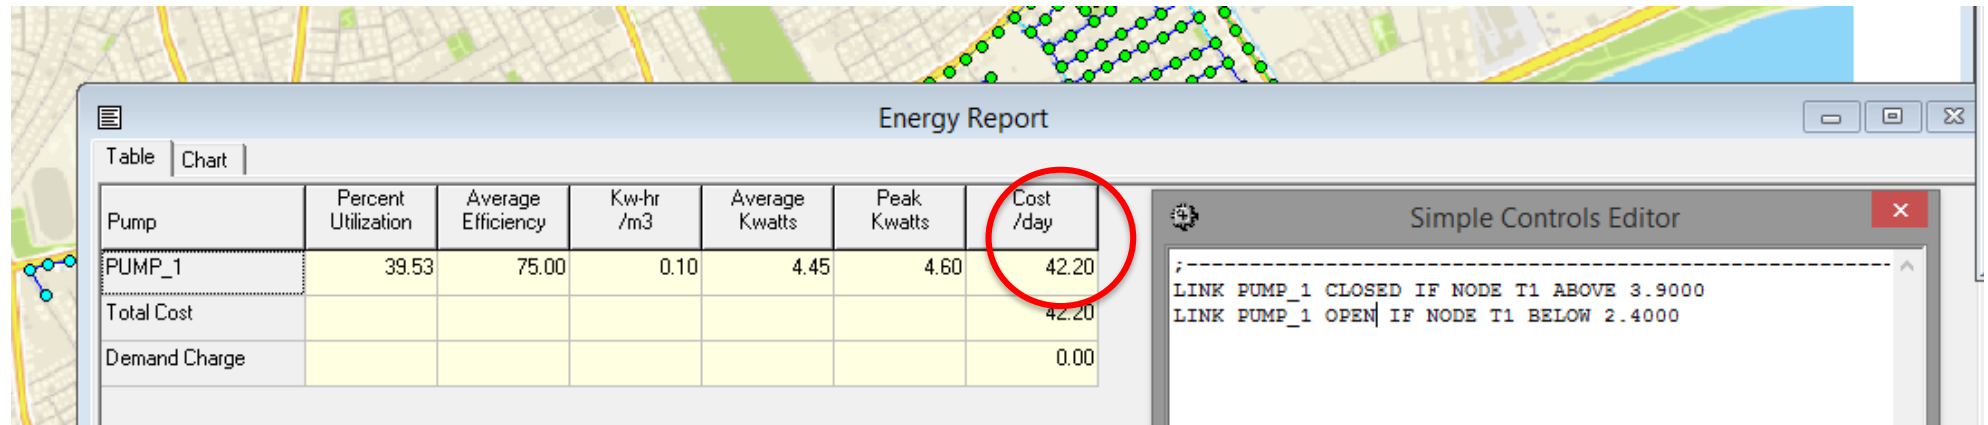 Energy Report
Table Chart
Pump Percent Utilization Average Efficiency Kw-hr /m3 Average Kwatts Peak Kwatts Cost /day
PUMP_1 39.53 75.00 0.10 4.45 4.60 42.20
Total Cost 42.20
Demand Charge 0.00
Simple Controls Editor
;---------------------------------------------------------
LINK PUMP_1 CLOSED IF NODE T1 ABOVE 3.9000
LINK PUMP_1 OPEN IF NODE T1 BELOW 2.4000